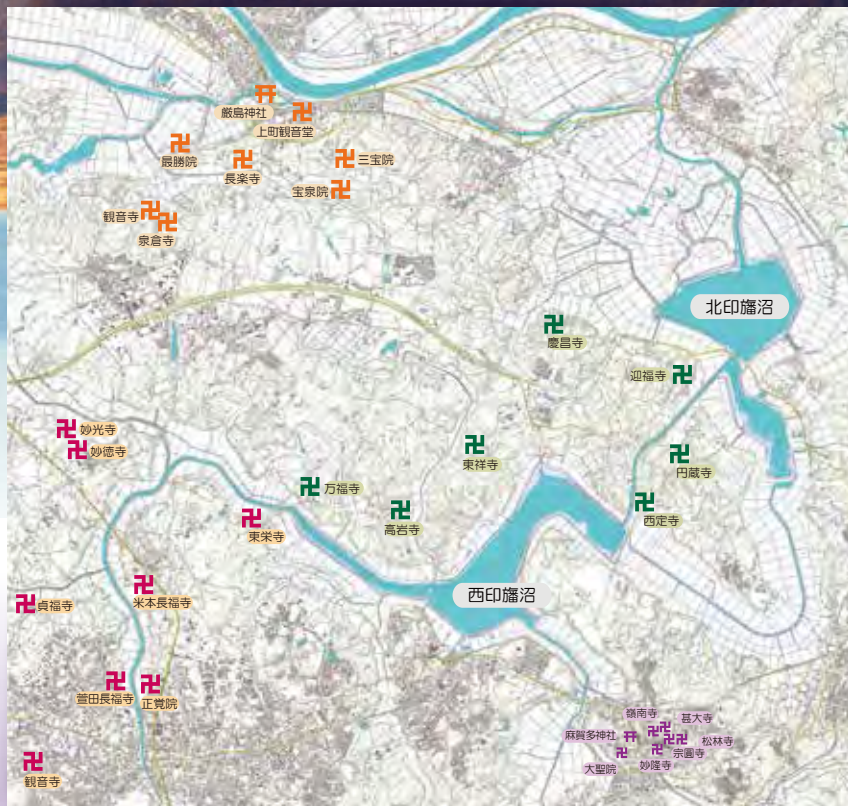 厳島神社
上町観音堂
最勝院
長楽寺
三宝院
宝泉院
観音寺
泉倉寺
北印旛沼
慶昌寺
迎福寺
妙光寺
妙徳寺
東祥寺
円蔵寺
万福寺
高岩寺
西定寺
東栄寺
西印旛沼
米本長福寺
貞福寺
萱田長福寺
正覚院
観音寺
嶺南寺
甚大寺
麻賀多神社
松林寺
宗圓寺
大聖院
妙隆寺